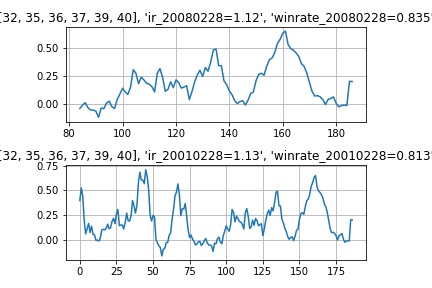 [32, 35, 36, 37, 39, 40], 'ir_20080228=1.12', 'winrate_20080228=0.835'
0.50
0.25
0.00
80 100 120 140 160 180
[32, 35, 36, 37, 39, 40], 'ir_20010228=1.13', 'winrate_20010228=0.813'
0.75
0.50
0.25
0.00
0 25 50 75 100 125 150 175